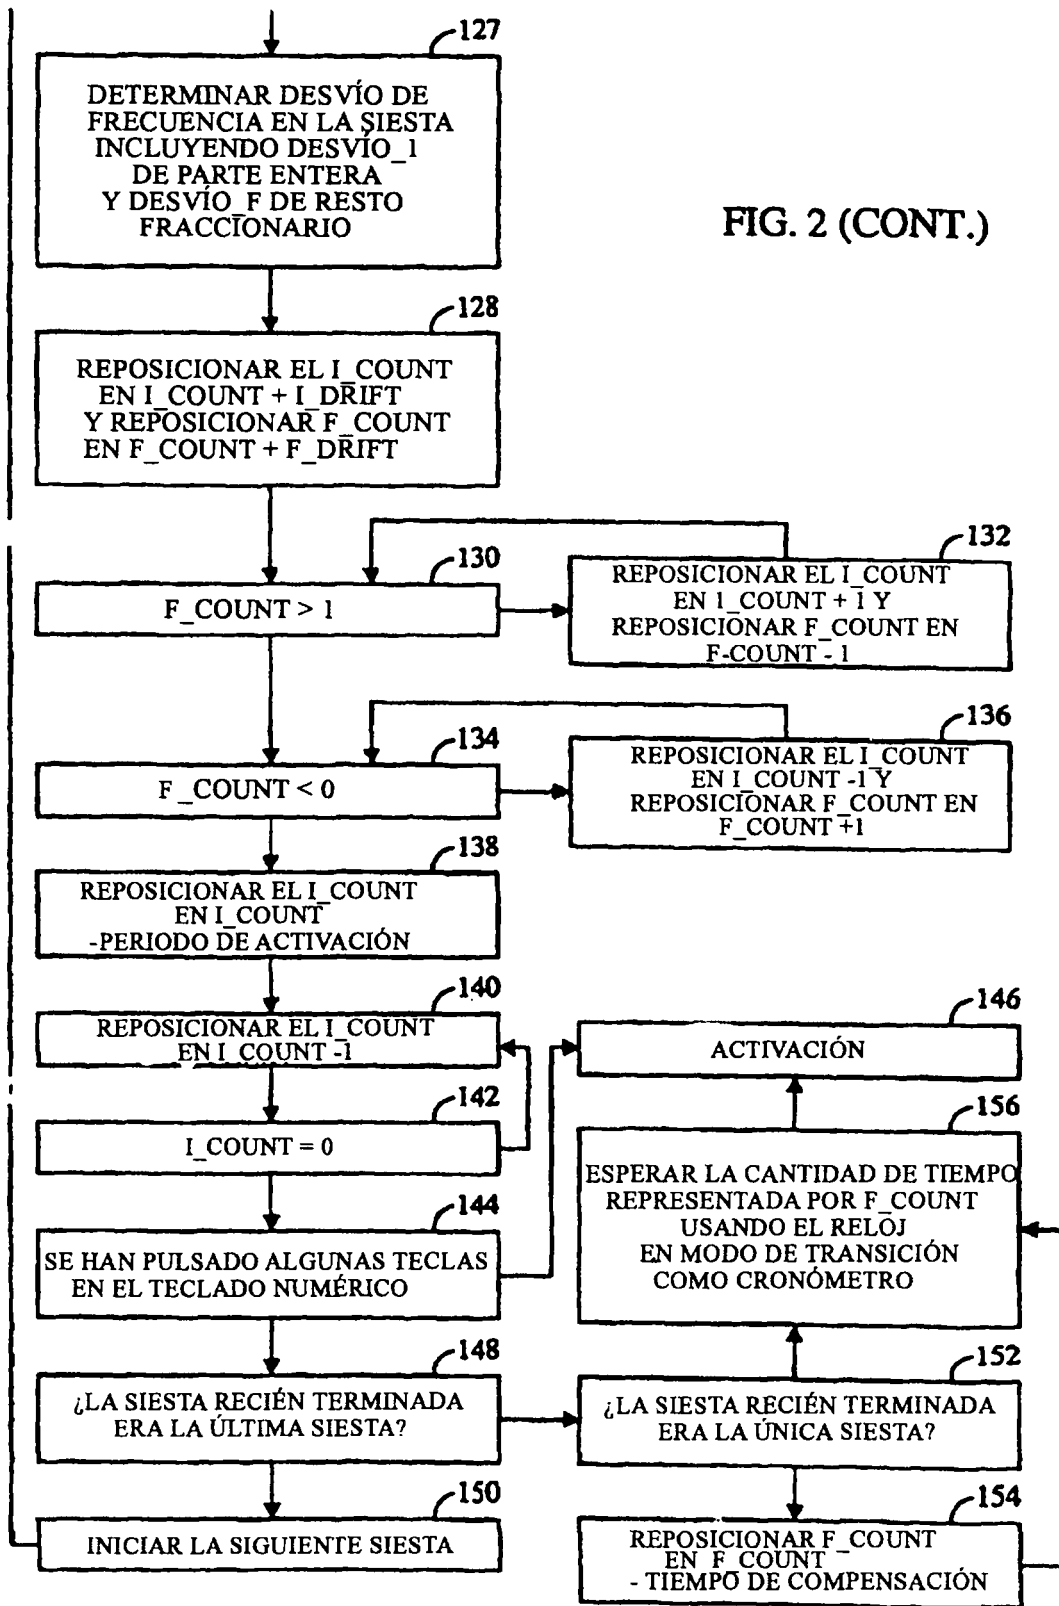 127
DETERMINAR DESVÍO DE
FRECUENCIA EN LA SIESTA
INCLUYENDO DESVÍO_1
DE PARTE ENTERA
Y DESVÍO_F DE RESTO
FRACCIONARIO
FIG. 2 (CONT.)
128
REPOSICIONAR EL I_COUNT
EN I_COUNT + I_DRIFT
Y REPOSICIONAR F_COUNT
EN F_COUNT + F_DRIFT
130
F_COUNT > 1
132
REPOSICIONAR EL I_COUNT
EN 1_COUNT + 1 Y
REPOSICIONAR F_COUNT EN
F-COUNT - 1
134
F_COUNT < 0
136
REPOSICIONAR EL I_COUNT
EN I_COUNT -1 Y
REPOSICIONAR F_COUNT EN
F_COUNT +1
138
REPOSICIONAR EL I_COUNT
EN I_COUNT
-PERIODO DE ACTIVACIÓN
140
REPOSICIONAR EL I_COUNT
EN I_COUNT -1
146
ACTIVACIÓN
142
I_COUNT = 0
156
ESPERAR LA CANTIDAD DE TIEMPO
REPRESENTADA POR F_COUNT
USANDO EL RELOJ
EN MODO DE TRANSICIÓN
COMO CRONÓMETRO
144
SE HAN PULSADO ALGUNAS TECLAS
EN EL TECLADO NUMÉRICO
148
¿LA SIESTA RECIÉN TERMINADA
ERA LA ÚLTIMA SIESTA?
152
¿LA SIESTA RECIÉN TERMINADA
ERA LA ÚNICA SIESTA?
150
INICIAR LA SIGUIENTE SIESTA
154
REPOSICIONAR F_COUNT
EN F_COUNT
- TIEMPO DE COMPENSACIÓN